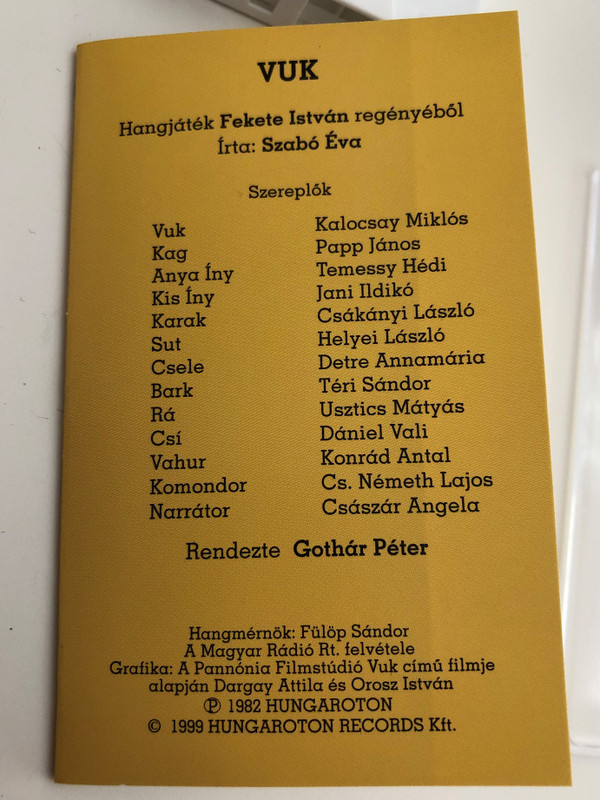 VUK
Hangjáték Fekete István regényéből
Írta: Szabó Éva
Szereplők
Vuk Kalocsay Miklós
Kag Papp János
Anya Íny Temessy Hédi
Kis Íny Jani Ildikó
Karak Csákányi László
Sut Helyei László
Csele Detre Annamária
Bark Téri Sándor
Rá Usztics Mátyás
Csí Dániel Vali
Vahur Konrád Antal
Komondor Cs. Németh Lajos
Narrátor Császár Angela
Rendezte Gothár Péter
Hangmérnök: Fülöp Sándor
A Magyar Rádió Rt. felvétele
Grafika: A Pannónia Filmstúdió Vuk című filmje
alapján Dargay Attila és Orosz István
℗ 1982 HUNGAROTON
© 1999 HUNGAROTON RECORDS Kft.